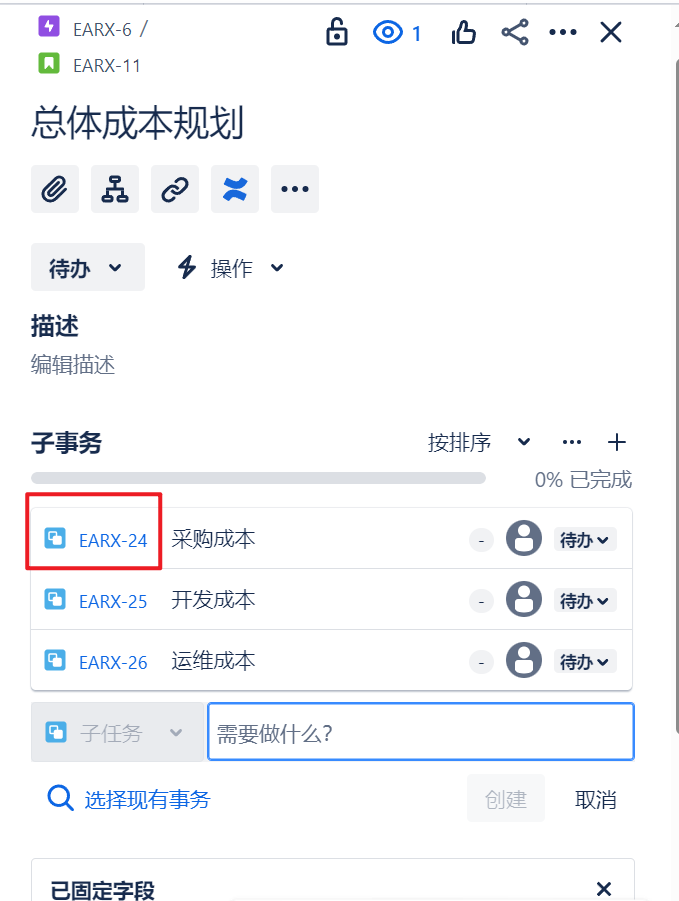 EARX-6 /
1
EARX-11
总体成本规划
待办
操作
描述
编辑描述
子事务
按排序
0% 已完成
EARX-24 采购成本 - 待办
EARX-25 开发成本 - 待办
EARX-26 运维成本 - 待办
子任务 需要做什么?
选择现有事务 创建 取消
已固定字段